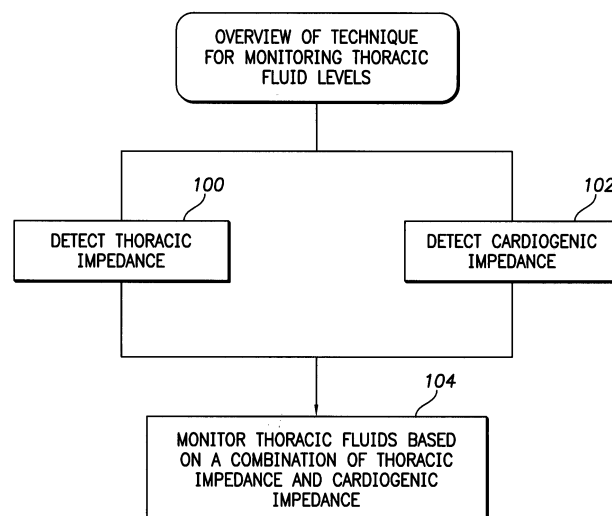 OVERVIEW OF TECHNIQUE
FOR MONITORING THORACIC
FLUID LEVELS
100
102
DETECT THORACIC
IMPEDANCE
DETECT CARDIOGENIC
IMPEDANCE
104
MONITOR THORACIC FLUIDS BASED
ON A COMBINATION OF THORACIC
IMPEDANCE AND CARDIOGENIC
IMPEDANCE